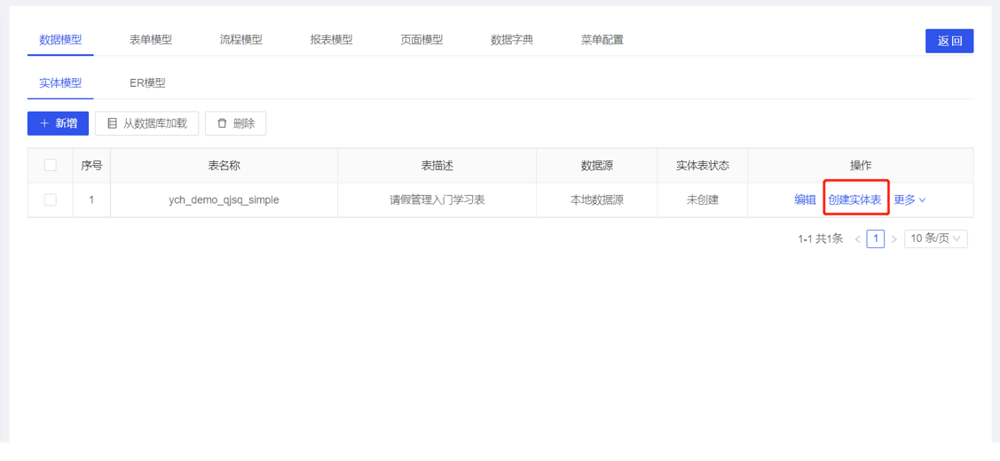 数据模型 表单模型 流程模型 报表模型 页面模型 数据字典 菜单配置 返回
实体模型 ER模型
新增 从数据库加载 删除
序号 表名称 表描述 数据源 实体表状态 操作
1 ych_demo_qjsq_simple 请假管理入门学习表 本地数据源 未创建 编辑 创建实体表 更多
1-1 共1条 < 1 > 10 条/页